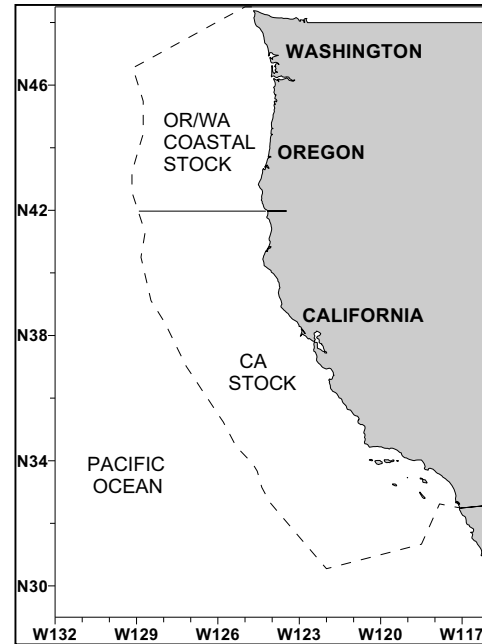 WASHINGTON
N46
OR/WA
COASTAL
STOCK
OREGON
N42
CALIFORNIA
N38
CA
STOCK
PACIFIC
OCEAN
N34
N30
W132 W129 W126 W123 W120 W117